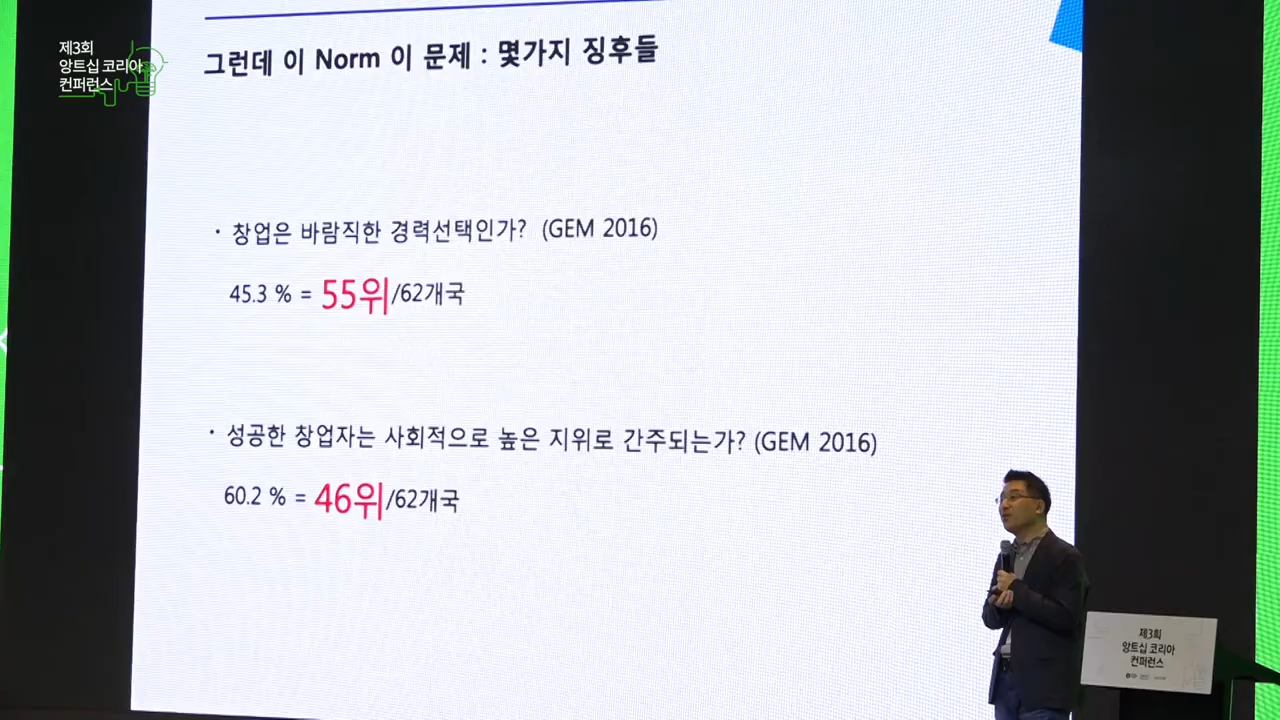 제3회
앙트십 코리아
컨퍼런스
그런데 이 Norm 이 문제 : 몇가지 징후들
· 창업은 바람직한 경력선택인가? (GEM 2016)
45.3 % = 55위/62개국
· 성공한 창업자는 사회적으로 높은 지위로 간주되는가? (GEM 2016)
60.2 % = 46위/62개국
제3회
앙트십 코리아
컨퍼런스